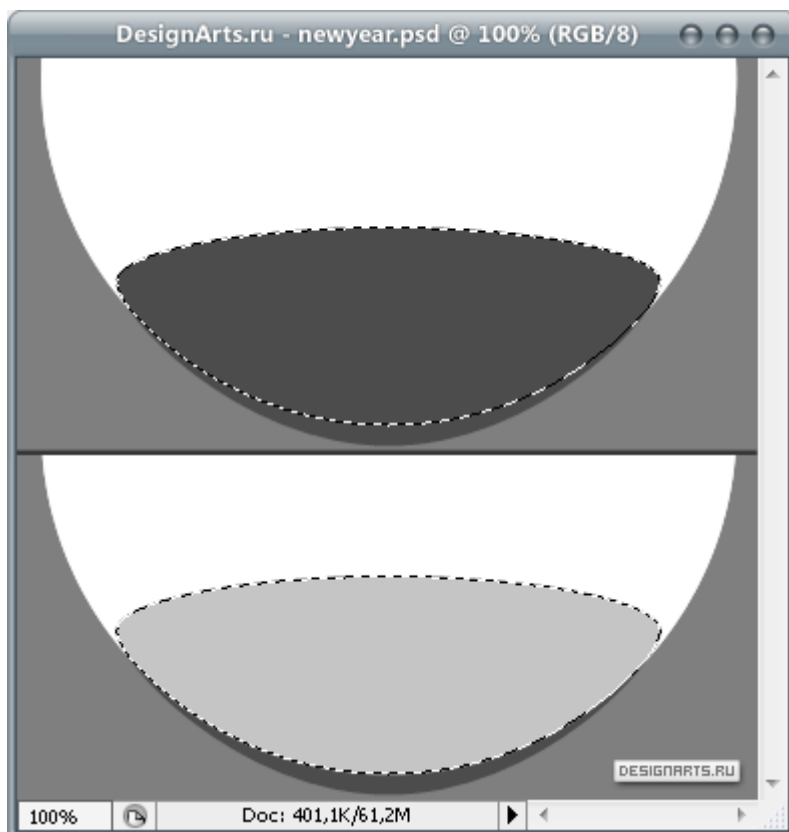 DesignArts.ru - newyear.psd @ 100% (RGB/8)
DESIGNARTS.RU
100% Doc: 401,1K/61,2M